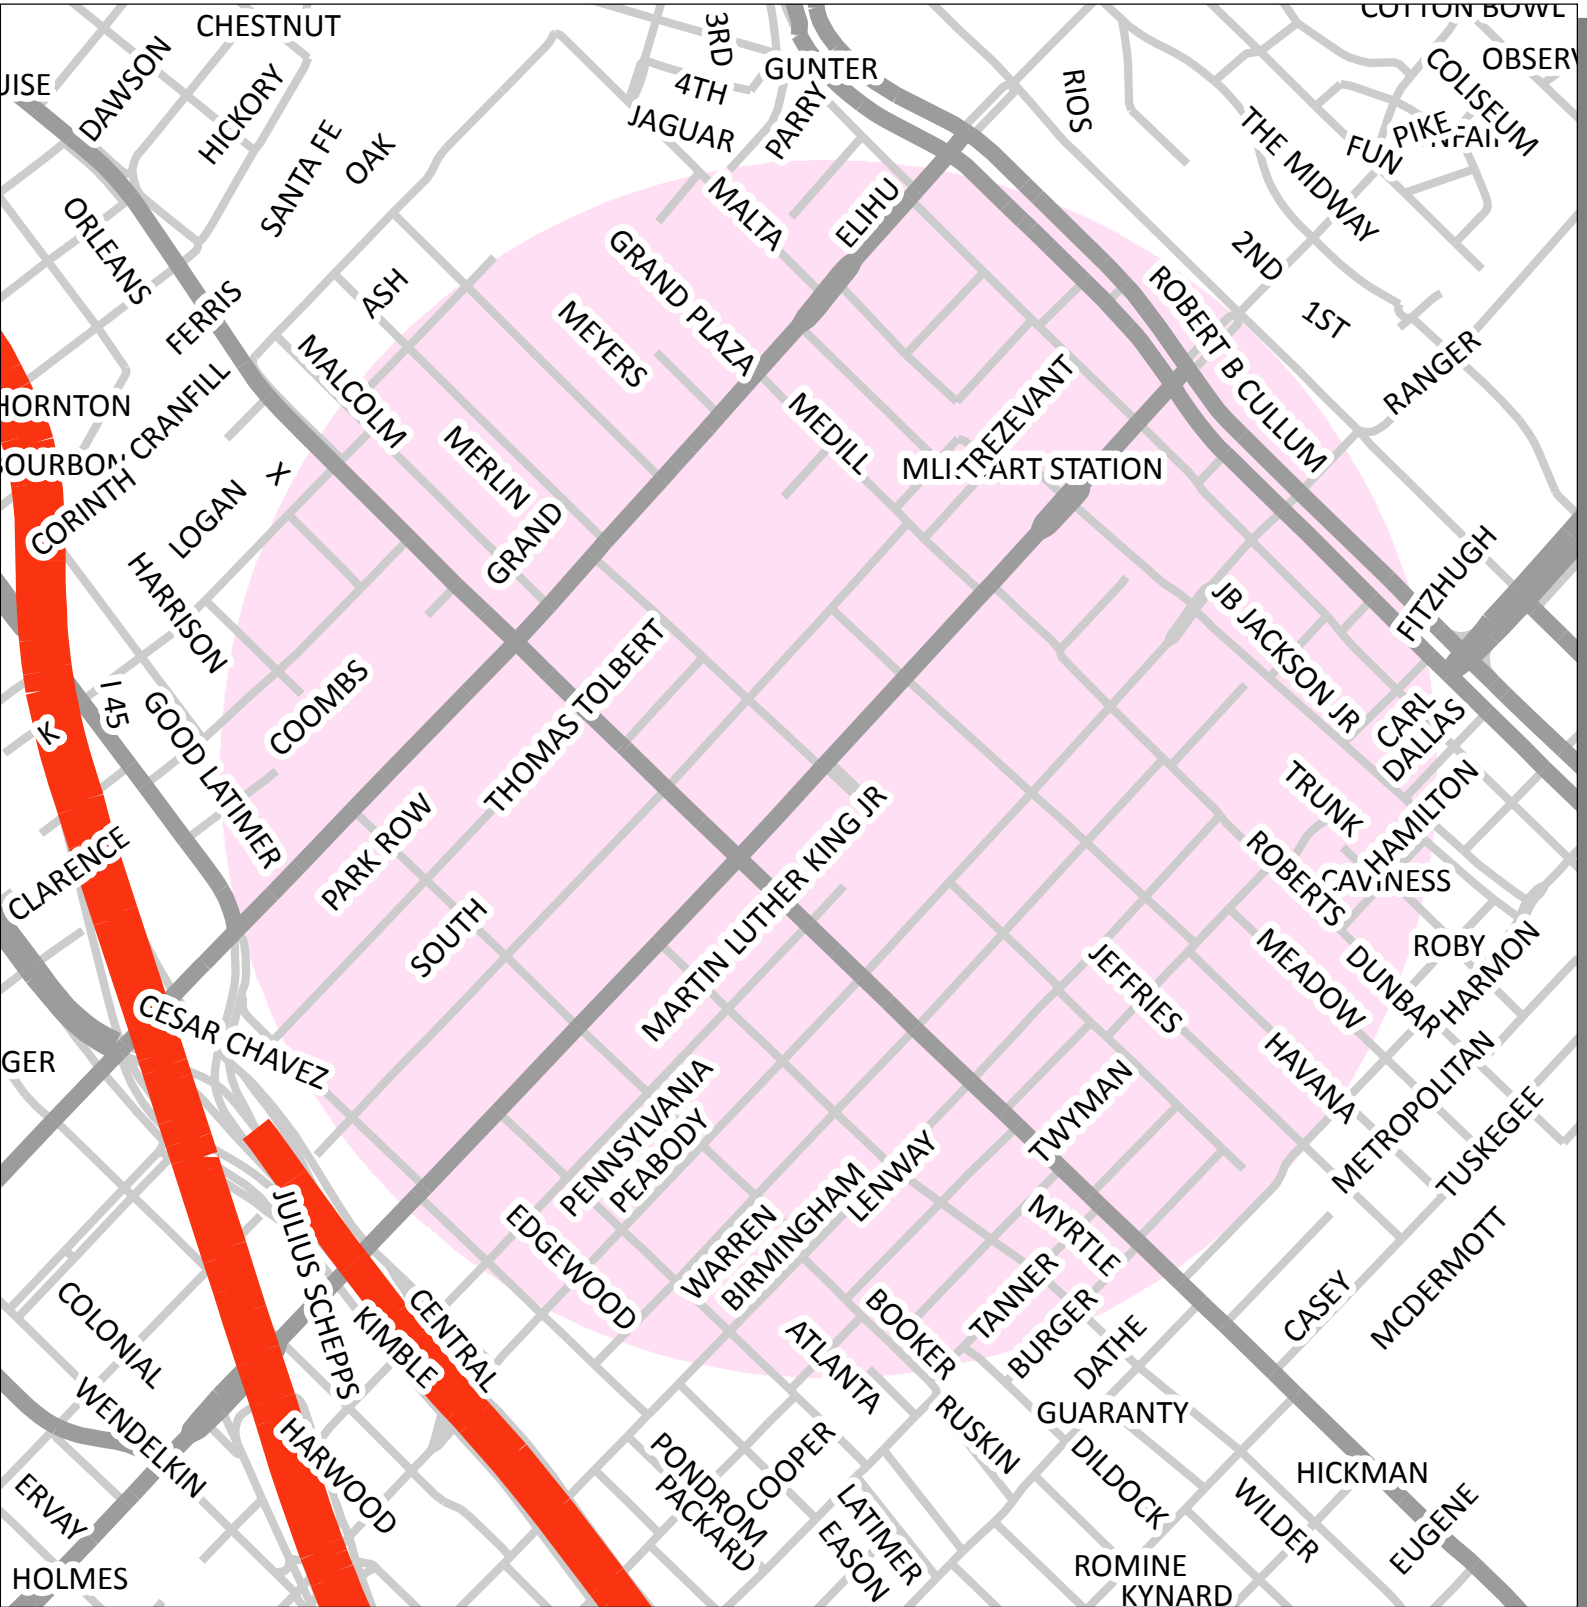 COTTON BOWL
CHESTNUT
3RD
OBSERV
COLISEUM
GUNTER
DAWSON
UISE
4TH
RIOS
HICKORY
PARRY
JAGUAR
PIKE
FUN
THE MIDWAY
SANTA FE
OAK
MALTA
ELIHU
ORLEANS
GRAND PLAZA
2ND
ASH
1ST
FERRIS
ROBERT B CULLUM
MEYERS
RANGER
MALCOLM
X
TREZEVANT
HORNTON
CRANFILL
MEDILL
BOURBON
MERLIN
ART STATION
CORINTH
LOGAN
GRAND
FITZHUGH
HARRISON
JB JACKSON JR
COOMBS
THOMAS TOLBERT
I 45
K
CARL
DALLAS
GOOD LATIMER
TRUNK
HAMILTON
PARK ROW
MARTIN LUTHER KING JR
CLARENCE
ROBERTS
CAVINESS
SOUTH
ROBY
HARMON
MEADOW
DUNBAR
JEFFRIES
CESAR CHAVEZ
GER
HAVANA
METROPOLITAN
TWYMAN
PENNSYLVANIA
PEABODY
TUSKEGEE
LENWAY
BIRMINGHAM
WARREN
EDGEWOOD
MYRTLE
JULIUS SCHEPPS
TANNER
MCDERMOTT
CASEY
COLONIAL
KIMBLE
CENTRAL
BOOKER
BURGER
DATHE
ATLANTA
WENDELKIN
GUARANTY
RUSKIN
HARWOOD
COOPER
PONDROM
PACKARD
DILDOCK
HICKMAN
ERVAY
LATIMER
WILDER
EUGENE
EASON
HOLMES
ROMINE
KYNARD